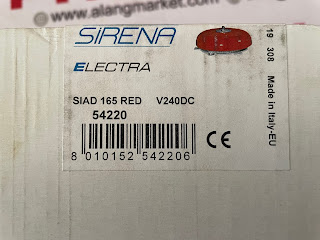 www.alangmarket.com
SIRENA
ELECTRA
SIAD 165 RED V240DC
54220
8 010152 542206
CE
19 308 Made in Italy-EU